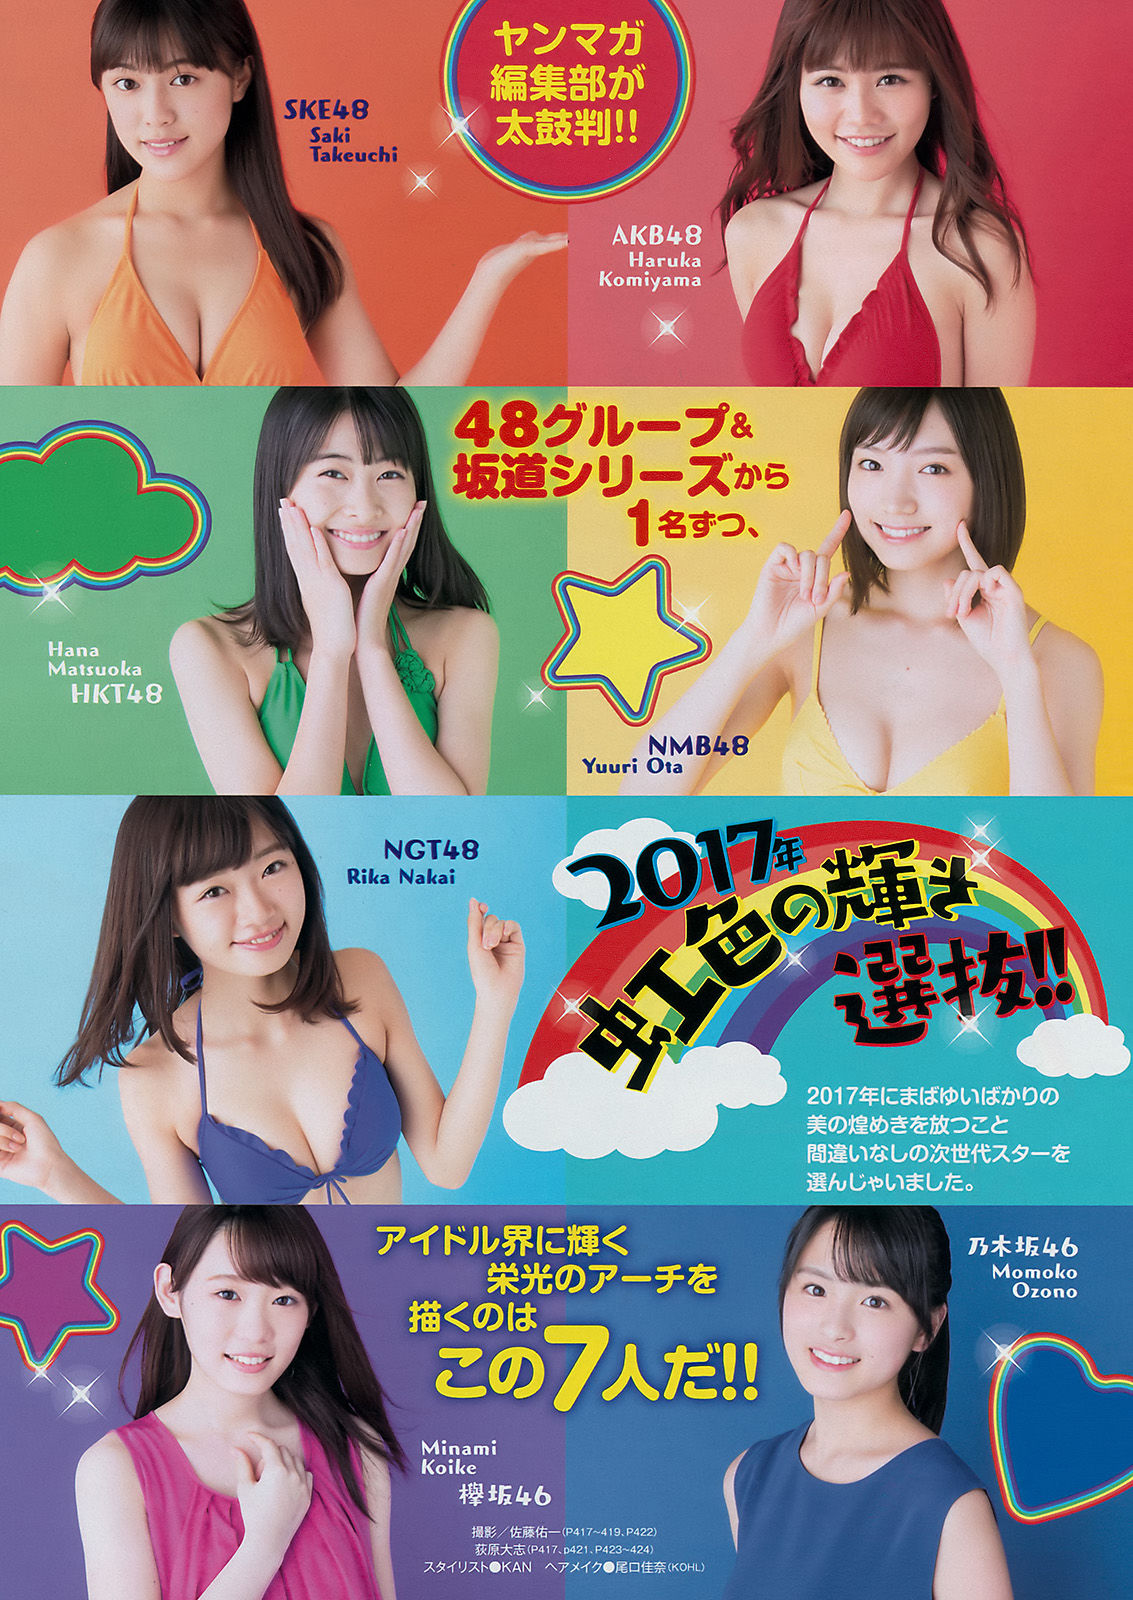 ヤンマガ
編集部が
太鼓判!!
SKE48
Saki
Takeuchi
AKB48
Haruka
Komiyama
48グループ&
坂道シリーズから
1名ずつ、
Hana
Matsuoka
HKT48
NMB48
Yuuri Ota
NGT48
Rika Nakai
2017年
虹色の輝き
選抜!!
2017年にまばゆいばかりの
美の煌めきを放つこと
間違いなしの次世代スターを
選んじゃいました。
アイドル界に輝く
栄光のアーチを
描くのは
この7人だ!!
乃木坂46
Momoko
Ozono
Minami
Koike
欅坂46
撮影／佐藤佑一(P417〜419、P422)
荻原大志(P417、p421、P423〜424)
スタイリスト●KAN ヘアメイク●尾口佳奈(KOHL)